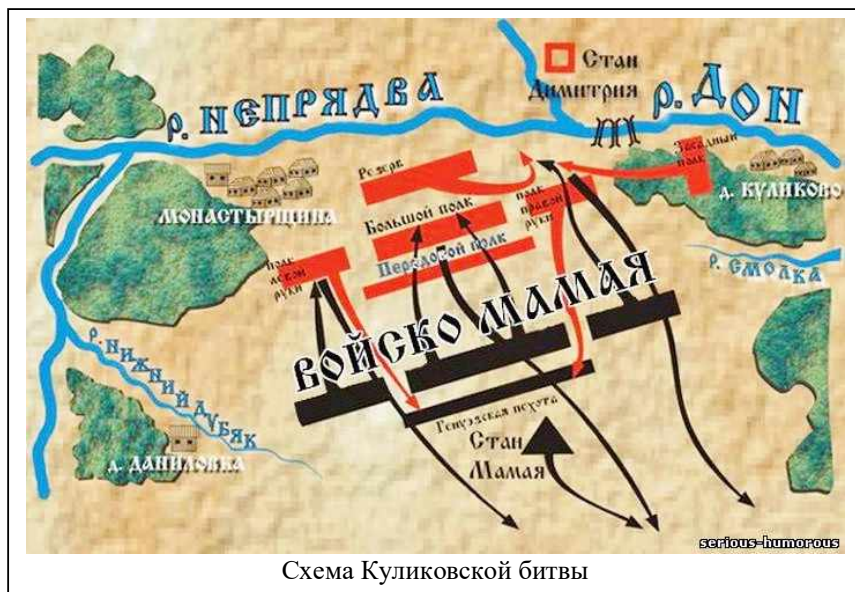 Стан
Димитрия
р. НЕПРЯДВА
р. ДОН
Засадный
полк
Резерв
МОНАСТЫРЩИНА
Большой полк
полк
правой
руки
д. КУЛИКОВО
Передовой полк
полк
левой
руки
р. СМОЛКА
ВОЙСКО МАМАЯ
р. НИЖНИЙ ДУБЯК
Генуэзская пехота
Стан
Мамая
д. ДАНИЛОВКА
serious-humorous
Схема Куликовской битвы